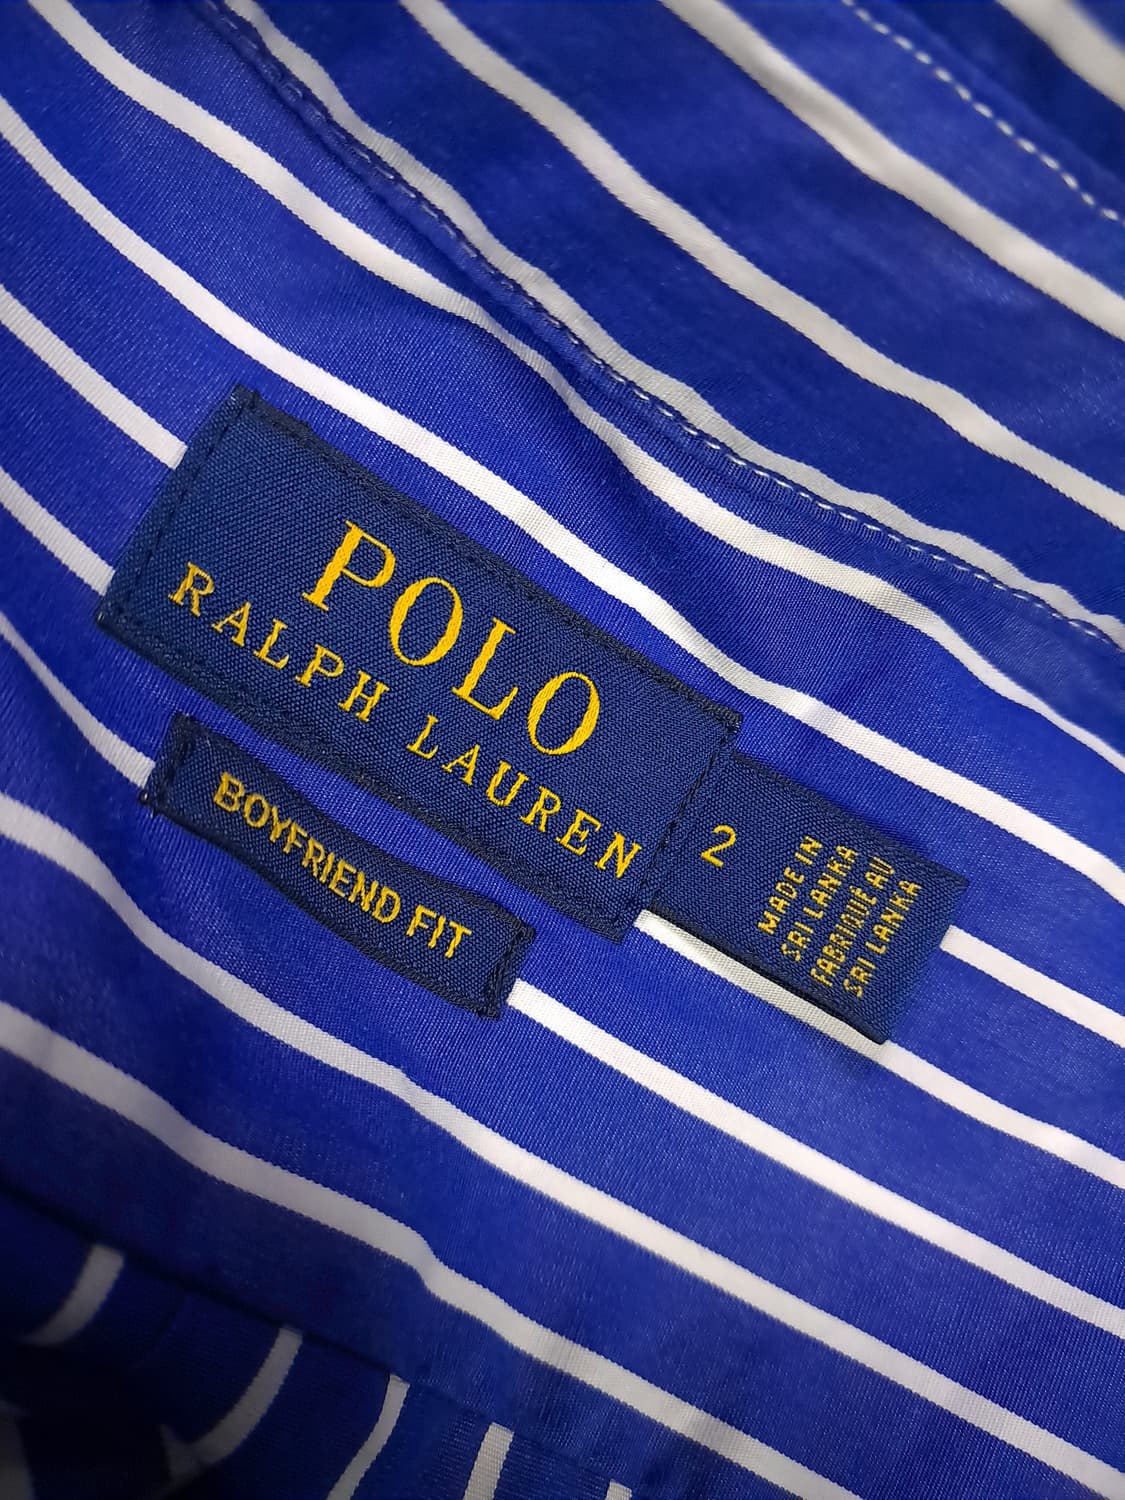 POLO
RALPH LAUREN
BOYFRIEND FIT
2
MADE IN
SRI LANKA
FABRIQUÉ AU
SRI LANKA